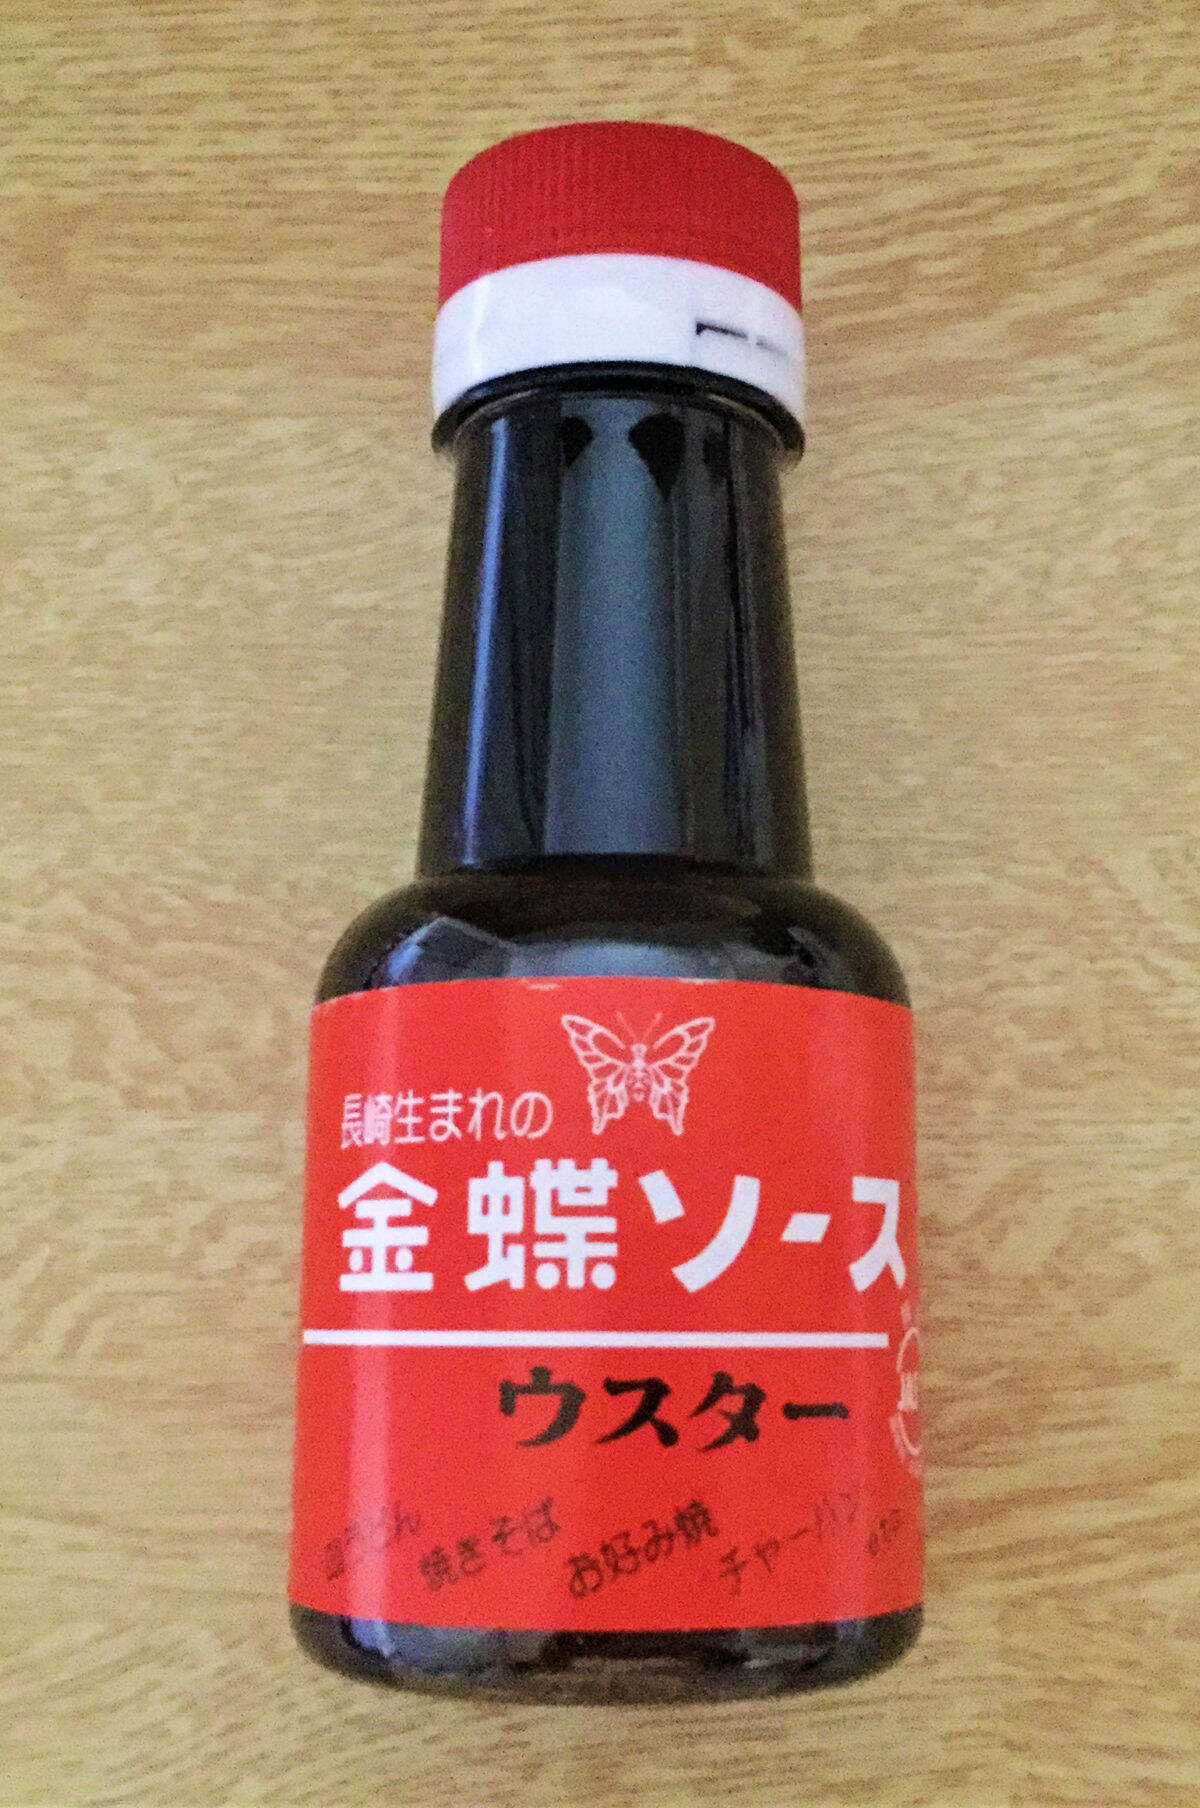 長崎生まれの
金蝶ソース
ウスター
皿うどん 焼きそば お好み焼 チャーハン etc